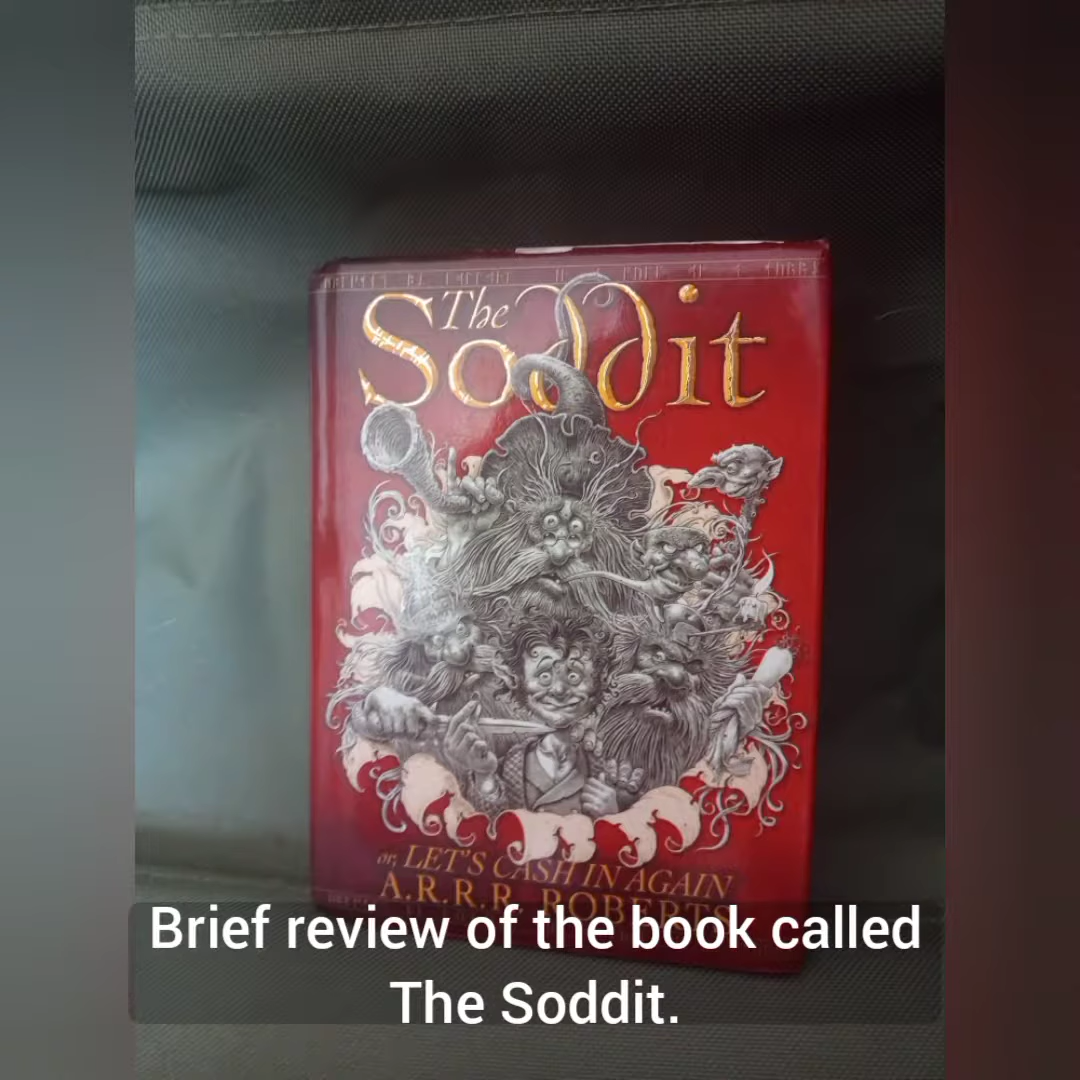 The
Soddit
or, LET'S CASH IN AGAIN
A.R.R.R. ROBERTS
Brief review of the book called
The Soddit.